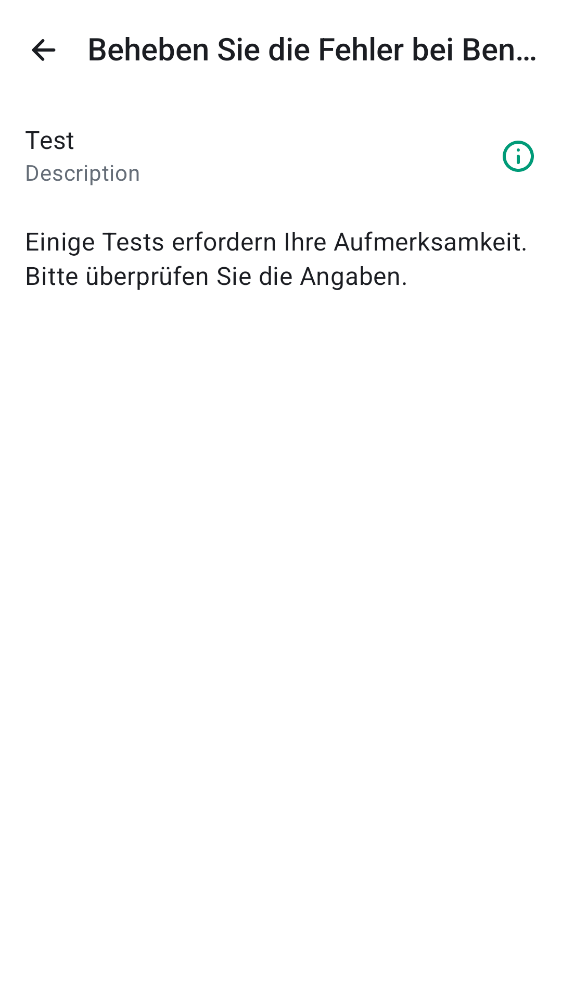 Beheben Sie die Fehler bei Ben...
Test
Description
Einige Tests erfordern Ihre Aufmerksamkeit.
Bitte überprüfen Sie die Angaben.